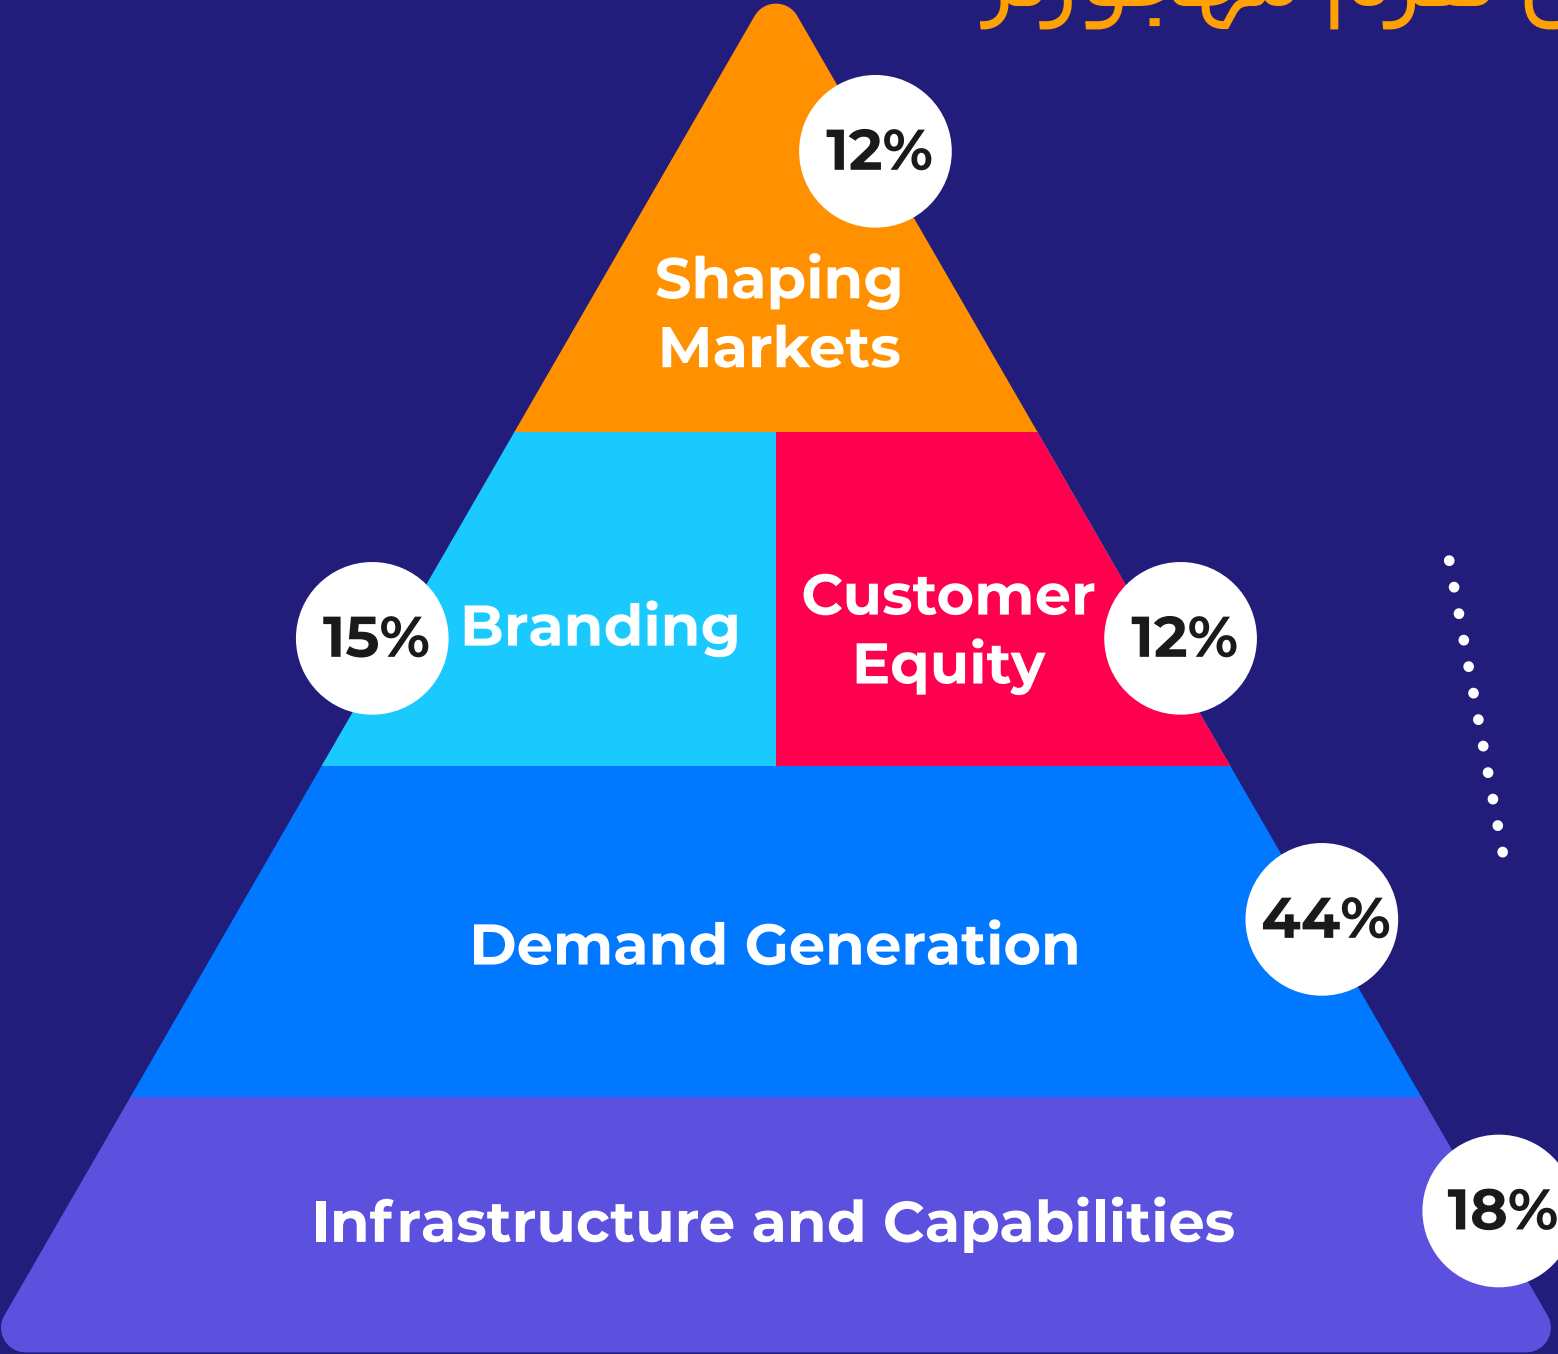 12%
Shaping
Markets
15%
Branding
Customer
Equity
12%
Demand Generation
44%
Infrastructure and Capabilities
18%